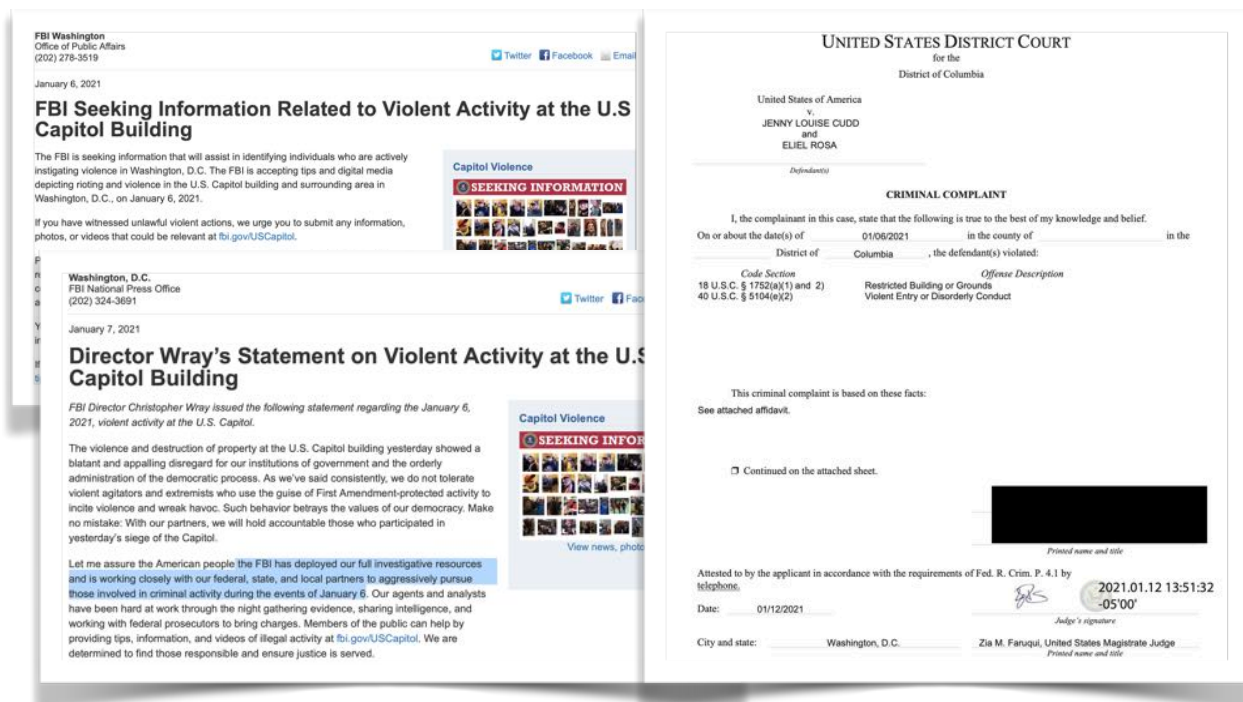 FBI Washington
Office of Public Affairs
(202) 278-3519
Twitter Facebook Email
January 6, 2021
FBI Seeking Information Related to Violent Activity at the U.S
Capitol Building
The FBI is seeking information that will assist in identifying individuals who are actively
instigating violence in Washington, D.C. The FBI is accepting tips and digital media
depicting rioting and violence in the U.S. Capitol building and surrounding area in
Washington, D.C., on January 6, 2021.
If you have witnessed unlawful violent actions, we urge you to submit any information,
photos, or videos that could be relevant at fbi.gov/USCapitol.
Capitol Violence
SEEKING INFORMATION
Washington, D.C.
FBI National Press Office
(202) 324-3691
Twitter Fac
January 7, 2021
Director Wray's Statement on Violent Activity at the U.S
Capitol Building
FBI Director Christopher Wray issued the following statement regarding the January 6,
2021, violent activity at the U.S. Capitol.
The violence and destruction of property at the U.S. Capitol building yesterday showed a
blatant and appalling disregard for our institutions of government and the orderly
administration of the democratic process. As we've said consistently, we do not tolerate
violent agitators and extremists who use the guise of First Amendment-protected activity to
incite violence and wreak havoc. Such behavior betrays the values of our democracy. Make
no mistake: With our partners, we will hold accountable those who participated in
yesterday's siege of the Capitol.
Let me assure the American people the FBI has deployed our full investigative resources
and is working closely with our federal, state, and local partners to aggressively pursue
those involved in criminal activity during the events of January 6. Our agents and analysts
have been hard at work through the night gathering evidence, sharing intelligence, and
working with federal prosecutors to bring charges. Members of the public can help by
providing tips, information, and videos of illegal activity at fbi.gov/USCapitol. We are
determined to find those responsible and ensure justice is served.
Capitol Violence
SEEKING INFOR
View news, photo
UNITED STATES DISTRICT COURT
for the
District of Columbia
United States of America
v.
JENNY LOUISE CUDD
and
ELIEL ROSA
Defendant(s)
CRIMINAL COMPLAINT
I, the complainant in this case, state that the following is true to the best of my knowledge and belief.
On or about the date(s) of 01/06/2021 in the county of in the
District of Columbia , the defendant(s) violated:
Code Section Offense Description
18 U.S.C. § 1752(a)(1) and 2) Restricted Building or Grounds
40 U.S.C. § 5104(e)(2) Violent Entry or Disorderly Conduct
This criminal complaint is based on these facts:
See attached affidavit.
Continued on the attached sheet.
Printed name and title
Attested to by the applicant in accordance with the requirements of Fed. R. Crim. P. 4.1 by
telephone.
2021.01.12 13:51:32
-05'00'
Date: 01/12/2021
Judge's signature
City and state: Washington, D.C. Zia M. Faruqui, United States Magistrate Judge
Printed name and title